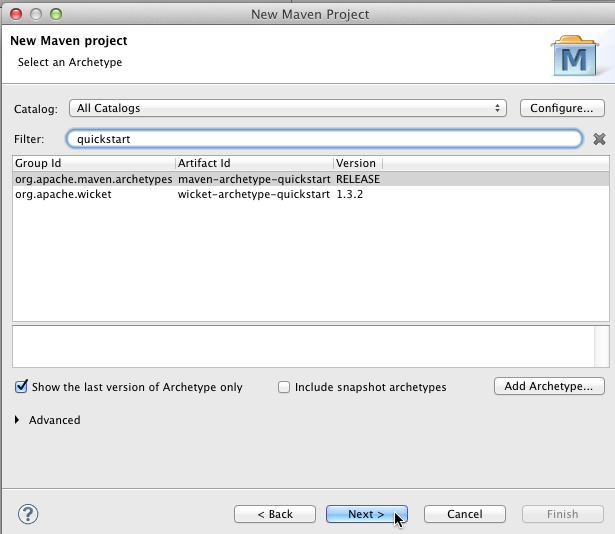 New Maven Project
New Maven project
Select an Archetype
M
Catalog: All Catalogs Configure...
Filter: quickstart
Group Id Artifact Id Version
org.apache.maven.archetypes maven-archetype-quickstart RELEASE
org.apache.wicket wicket-archetype-quickstart 1.3.2
Show the last version of Archetype only Include snapshot archetypes Add Archetype...
Advanced
? < Back Next > Cancel Finish